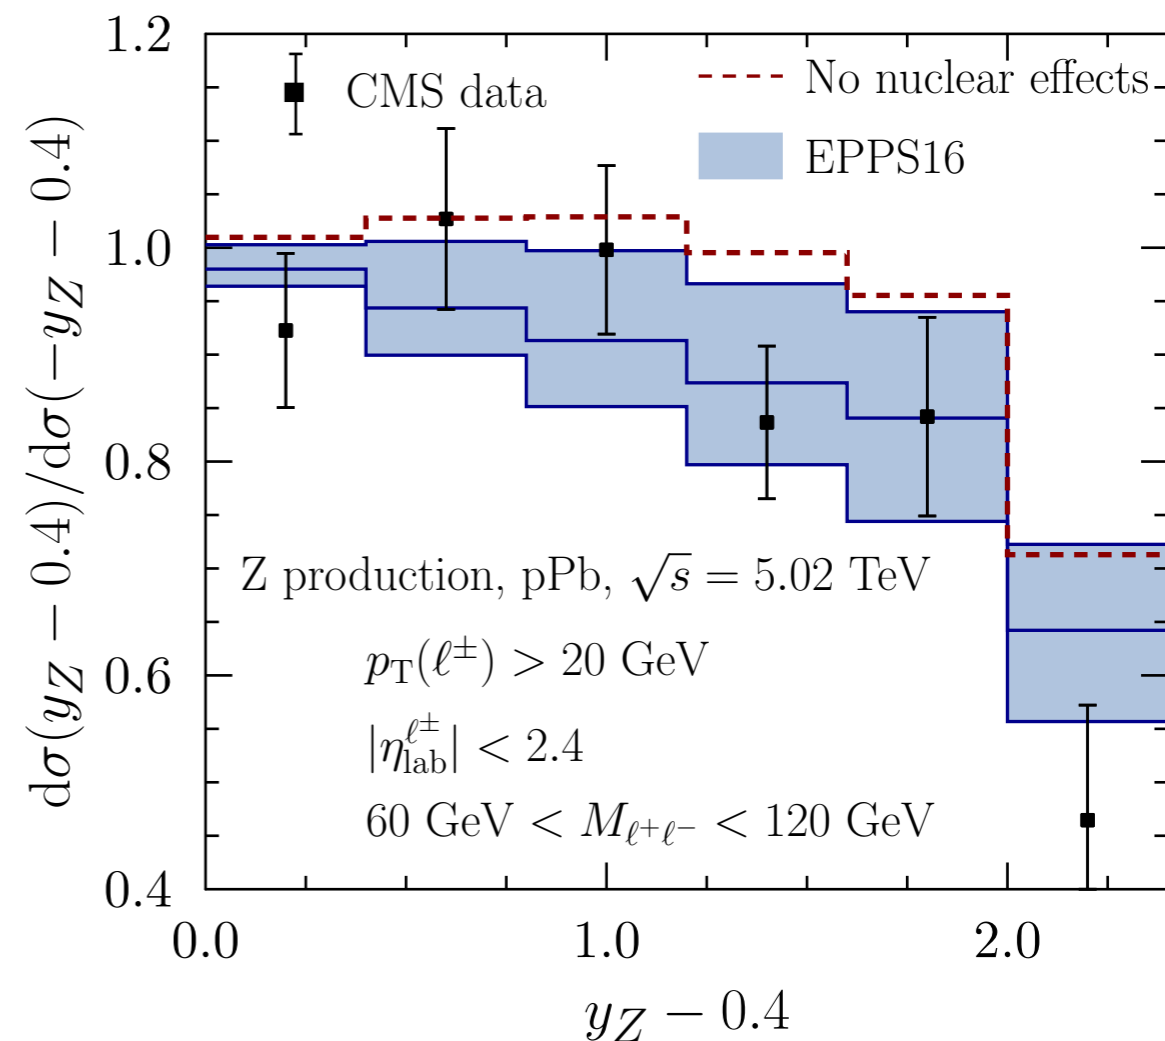 1.2
1.0
0.8
0.6
0.4
0.0
1.0
2.0
dσ(y_Z − 0.4)/dσ(−y_Z − 0.4)
CMS data
No nuclear effects
EPPS16
Z production, pPb, √s = 5.02 TeV
p_T(ℓ^±) > 20 GeV
|η_lab^ℓ^±| < 2.4
60 GeV < M_ℓ^+ℓ^− < 120 GeV
y_Z − 0.4